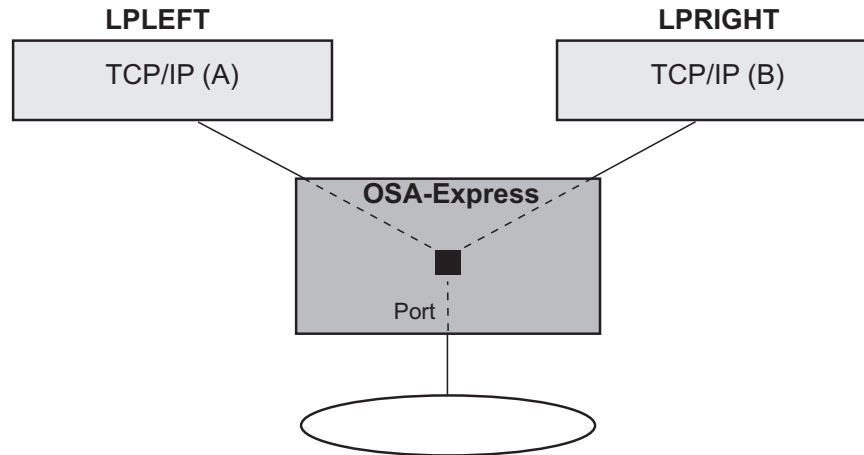 LPLEFT
LPRIGHT
TCP/IP (A)
TCP/IP (B)
OSA-Express
Port